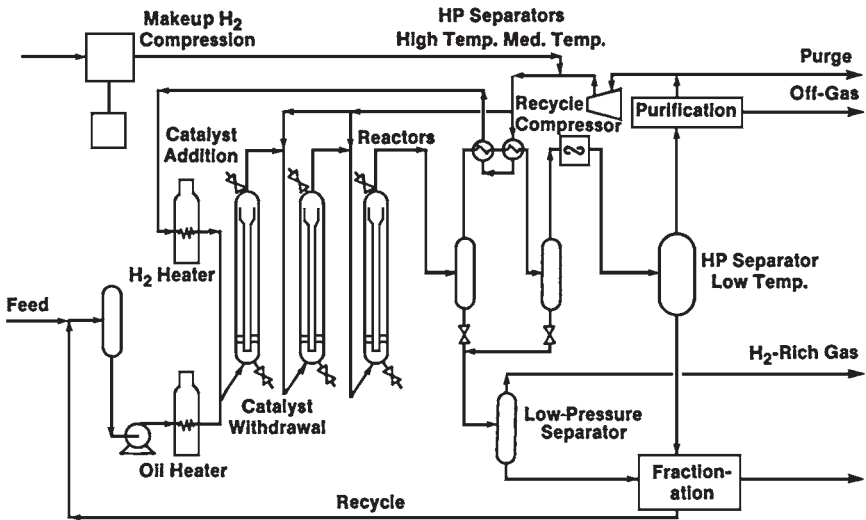 Makeup H2
Compression
HP Separators
High Temp. Med. Temp.
Purge
Off-Gas
Recycle
Compressor
Purification
Catalyst
Addition
Reactors
H2 Heater
HP Separator
Low Temp.
Feed
H2-Rich Gas
Catalyst
Withdrawal
Low-Pressure
Separator
Oil Heater
Fraction-
ation
Recycle